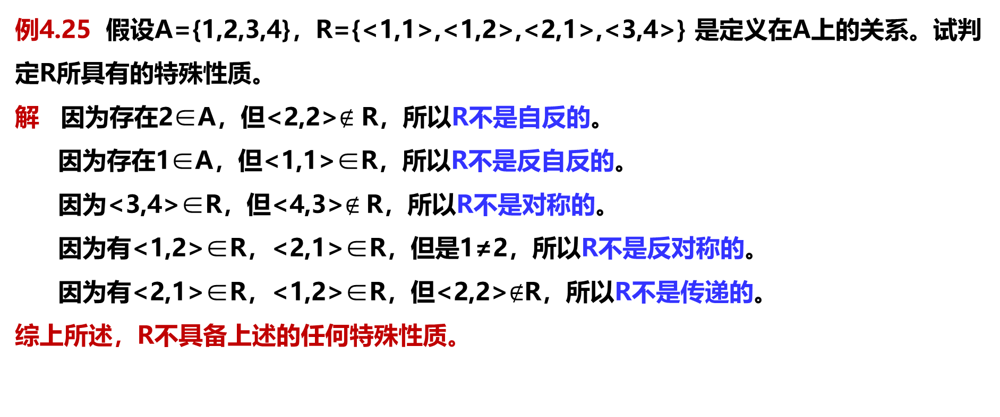 例4.25 假设A={1,2,3,4}，R={<1,1>,<1,2>,<2,1>,<3,4>} 是定义在A上的关系。试判
定R所具有的特殊性质。
解 因为存在2∈A，但<2,2>∉ R，所以R不是自反的。
因为存在1∈A，但<1,1>∈R，所以R不是反自反的。
因为<3,4>∈R，但<4,3>∉ R，所以R不是对称的。
因为有<1,2>∈R，<2,1>∈R，但是1≠2，所以R不是反对称的。
因为有<2,1>∈R，<1,2>∈R，但<2,2>∉R，所以R不是传递的。
综上所述，R不具备上述的任何特殊性质。